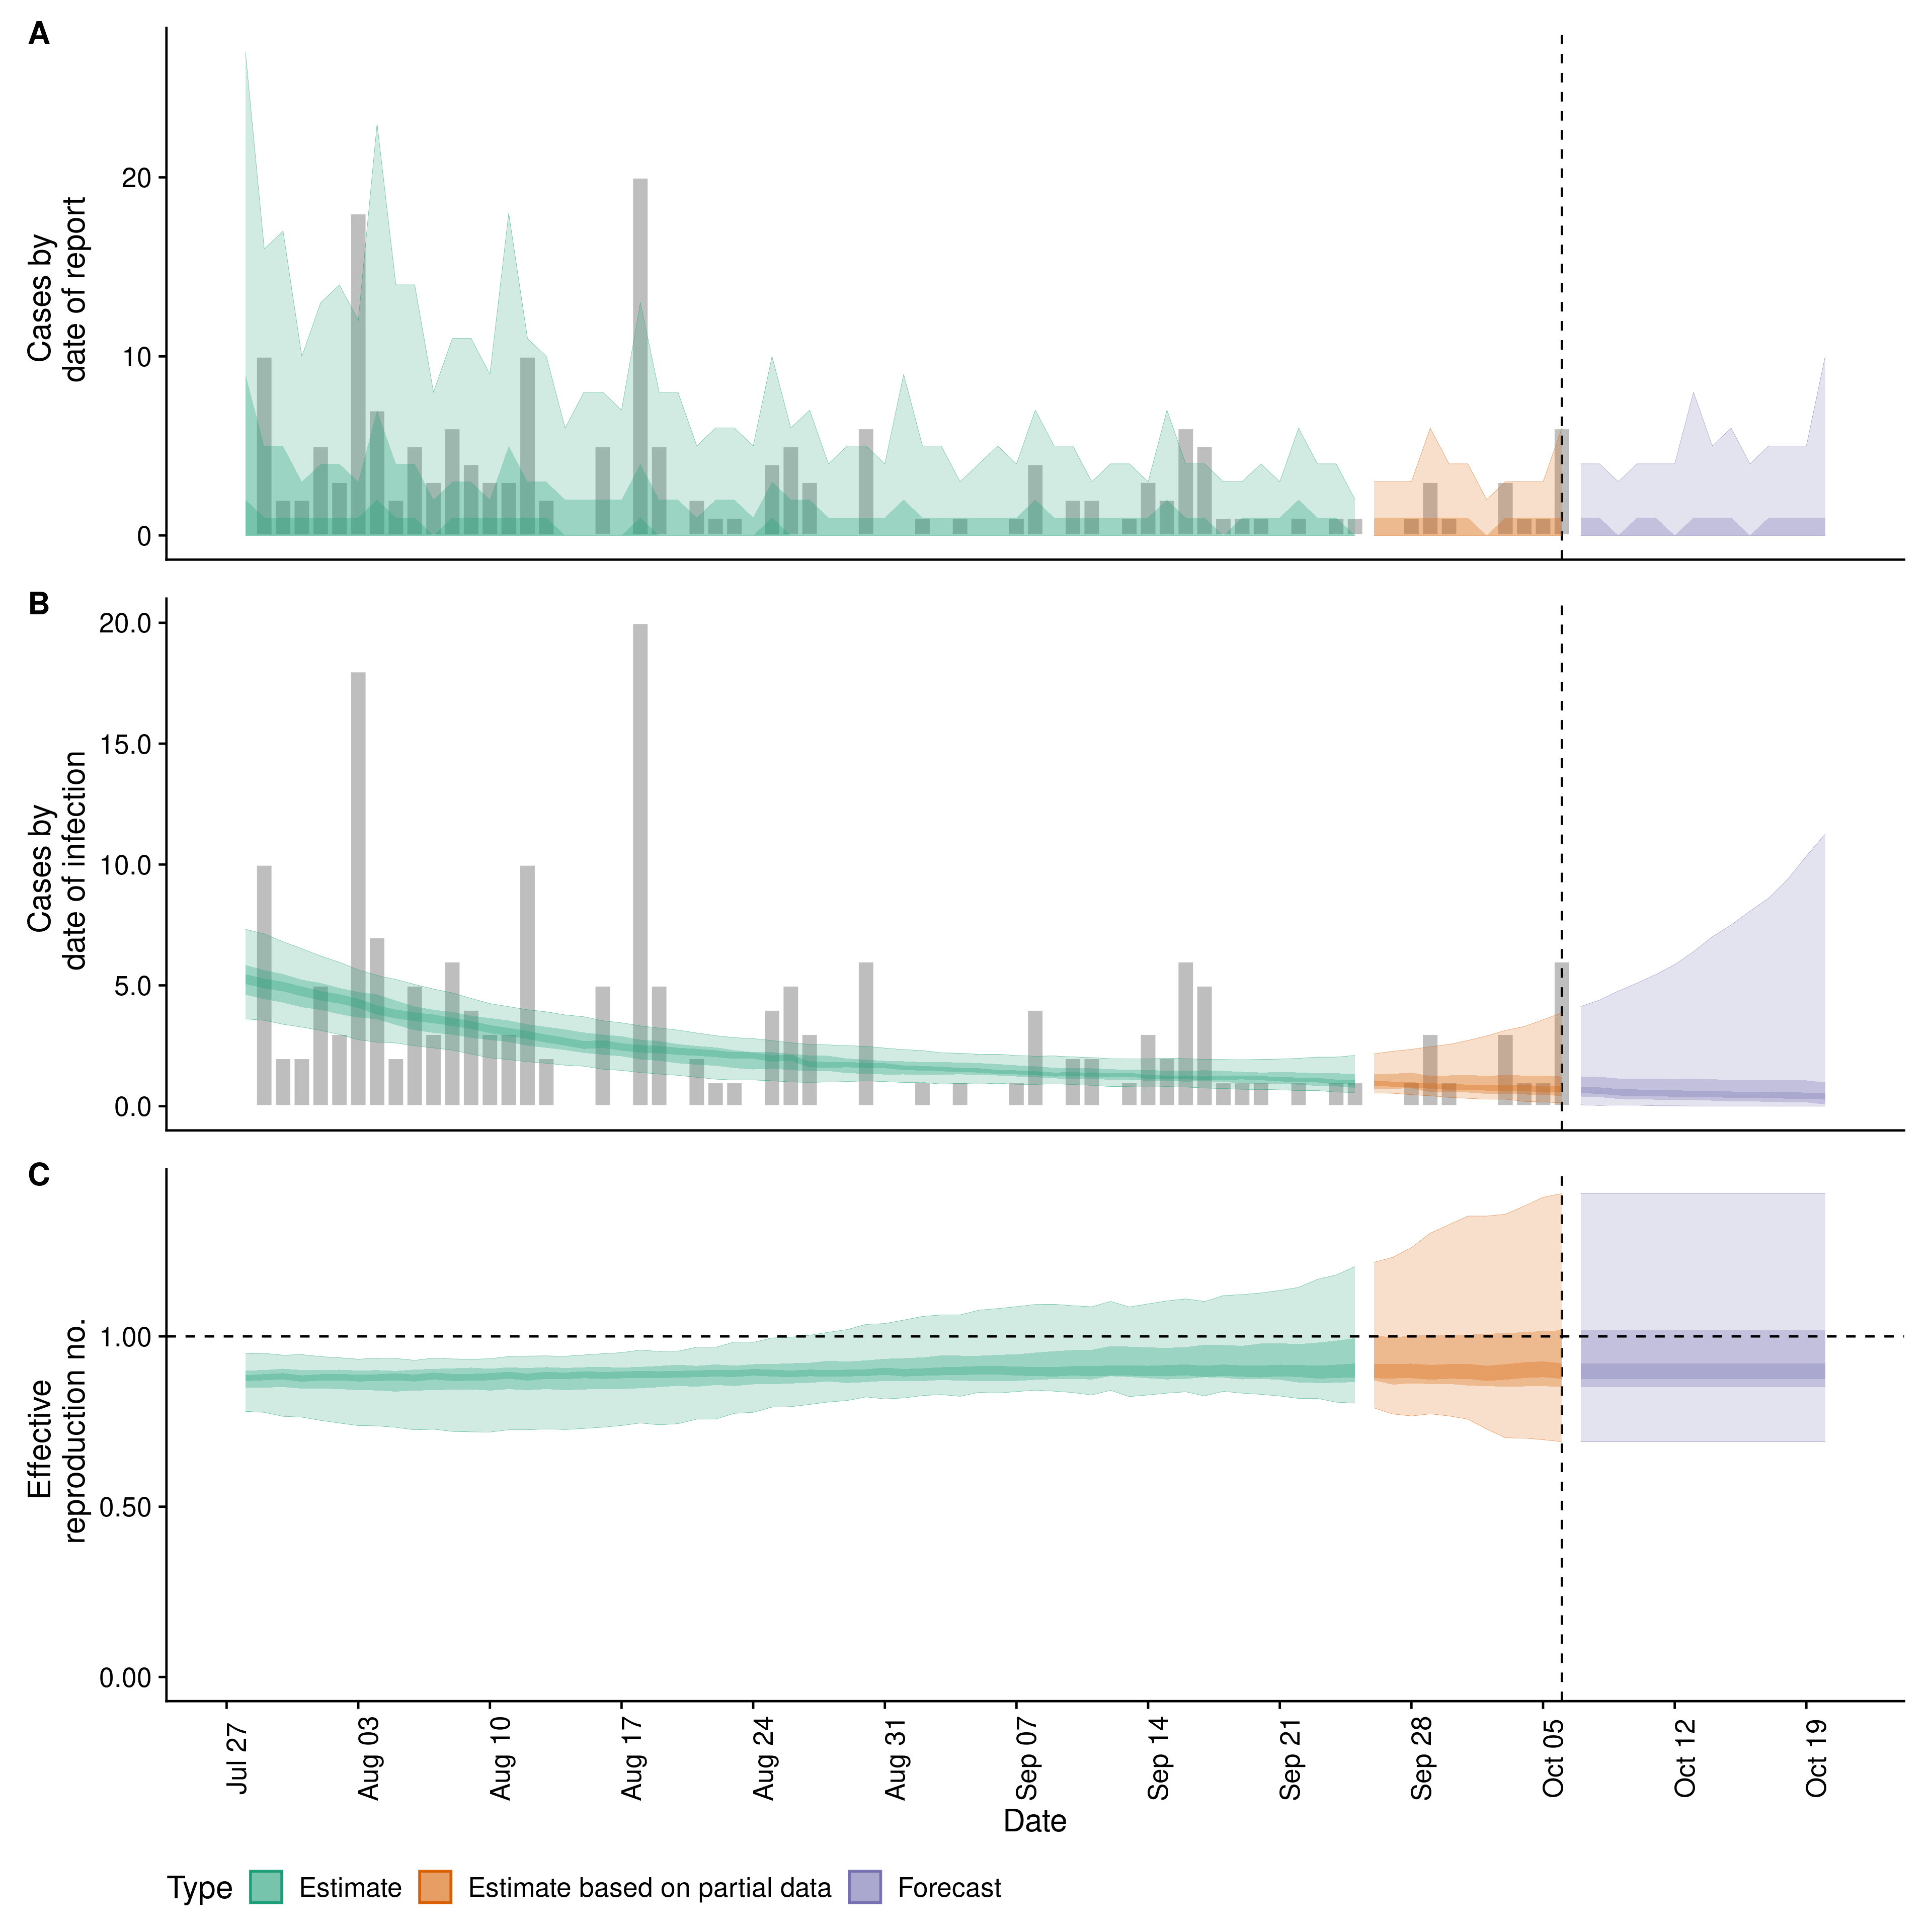 A
Cases by
date of report
20
10
0
B
Cases by
date of infection
20.0
15.0
10.0
5.0
0.0
C
Effective
reproduction no.
1.00
0.50
0.00
Jul 27
Aug 03
Aug 10
Aug 17
Aug 24
Aug 31
Sep 07
Sep 14
Sep 21
Sep 28
Oct 05
Oct 12
Oct 19
Date
Type Estimate Estimate based on partial data Forecast